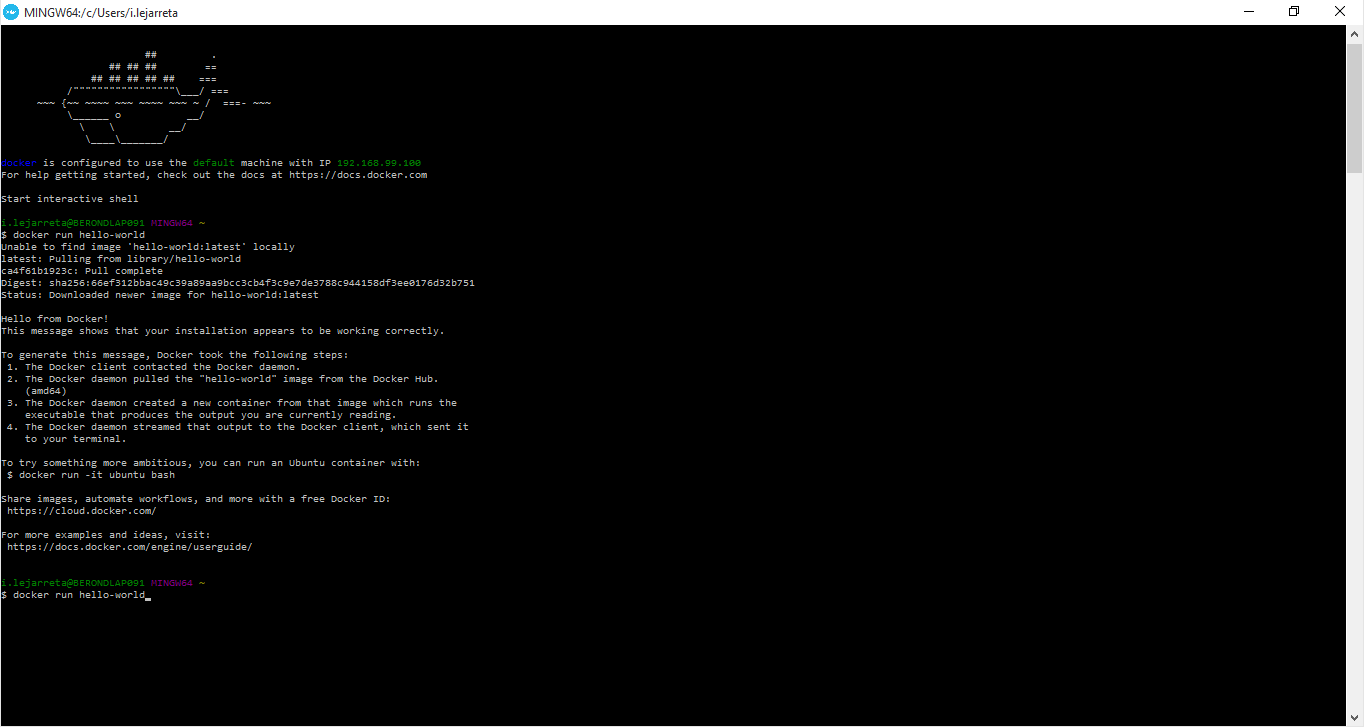 MINGW64:/c/Users/i.lejarreta
                        ##         .
                  ## ## ##        ==
               ## ## ## ## ##    ===
           /"""""""""""""""""\___/ ===
      ~~~ {~~ ~~~~ ~~~ ~~~~ ~~~ ~ /  ===- ~~~
           \______ o           __/
             \    \         __/
              \____\_______/
docker is configured to use the default machine with IP 192.168.99.100
For help getting started, check out the docs at https://docs.docker.com
Start interactive shell
i.lejarreta@BERONDLAP091 MINGW64 ~
$ docker run hello-world
Unable to find image 'hello-world:latest' locally
latest: Pulling from library/hello-world
ca4f61b1923c: Pull complete
Digest: sha256:66ef312bbac49c39a89aa9bcc3cb4f3c9e7de3788c944158df3ee0176d32b751
Status: Downloaded newer image for hello-world:latest
Hello from Docker!
This message shows that your installation appears to be working correctly.
To generate this message, Docker took the following steps:
 1. The Docker client contacted the Docker daemon.
 2. The Docker daemon pulled the "hello-world" image from the Docker Hub.
    (amd64)
 3. The Docker daemon created a new container from that image which runs the
    executable that produces the output you are currently reading.
 4. The Docker daemon streamed that output to the Docker client, which sent it
    to your terminal.
To try something more ambitious, you can run an Ubuntu container with:
 $ docker run -it ubuntu bash
Share images, automate workflows, and more with a free Docker ID:
 https://cloud.docker.com/
For more examples and ideas, visit:
 https://docs.docker.com/engine/userguide/
i.lejarreta@BERONDLAP091 MINGW64 ~
$ docker run hello-world